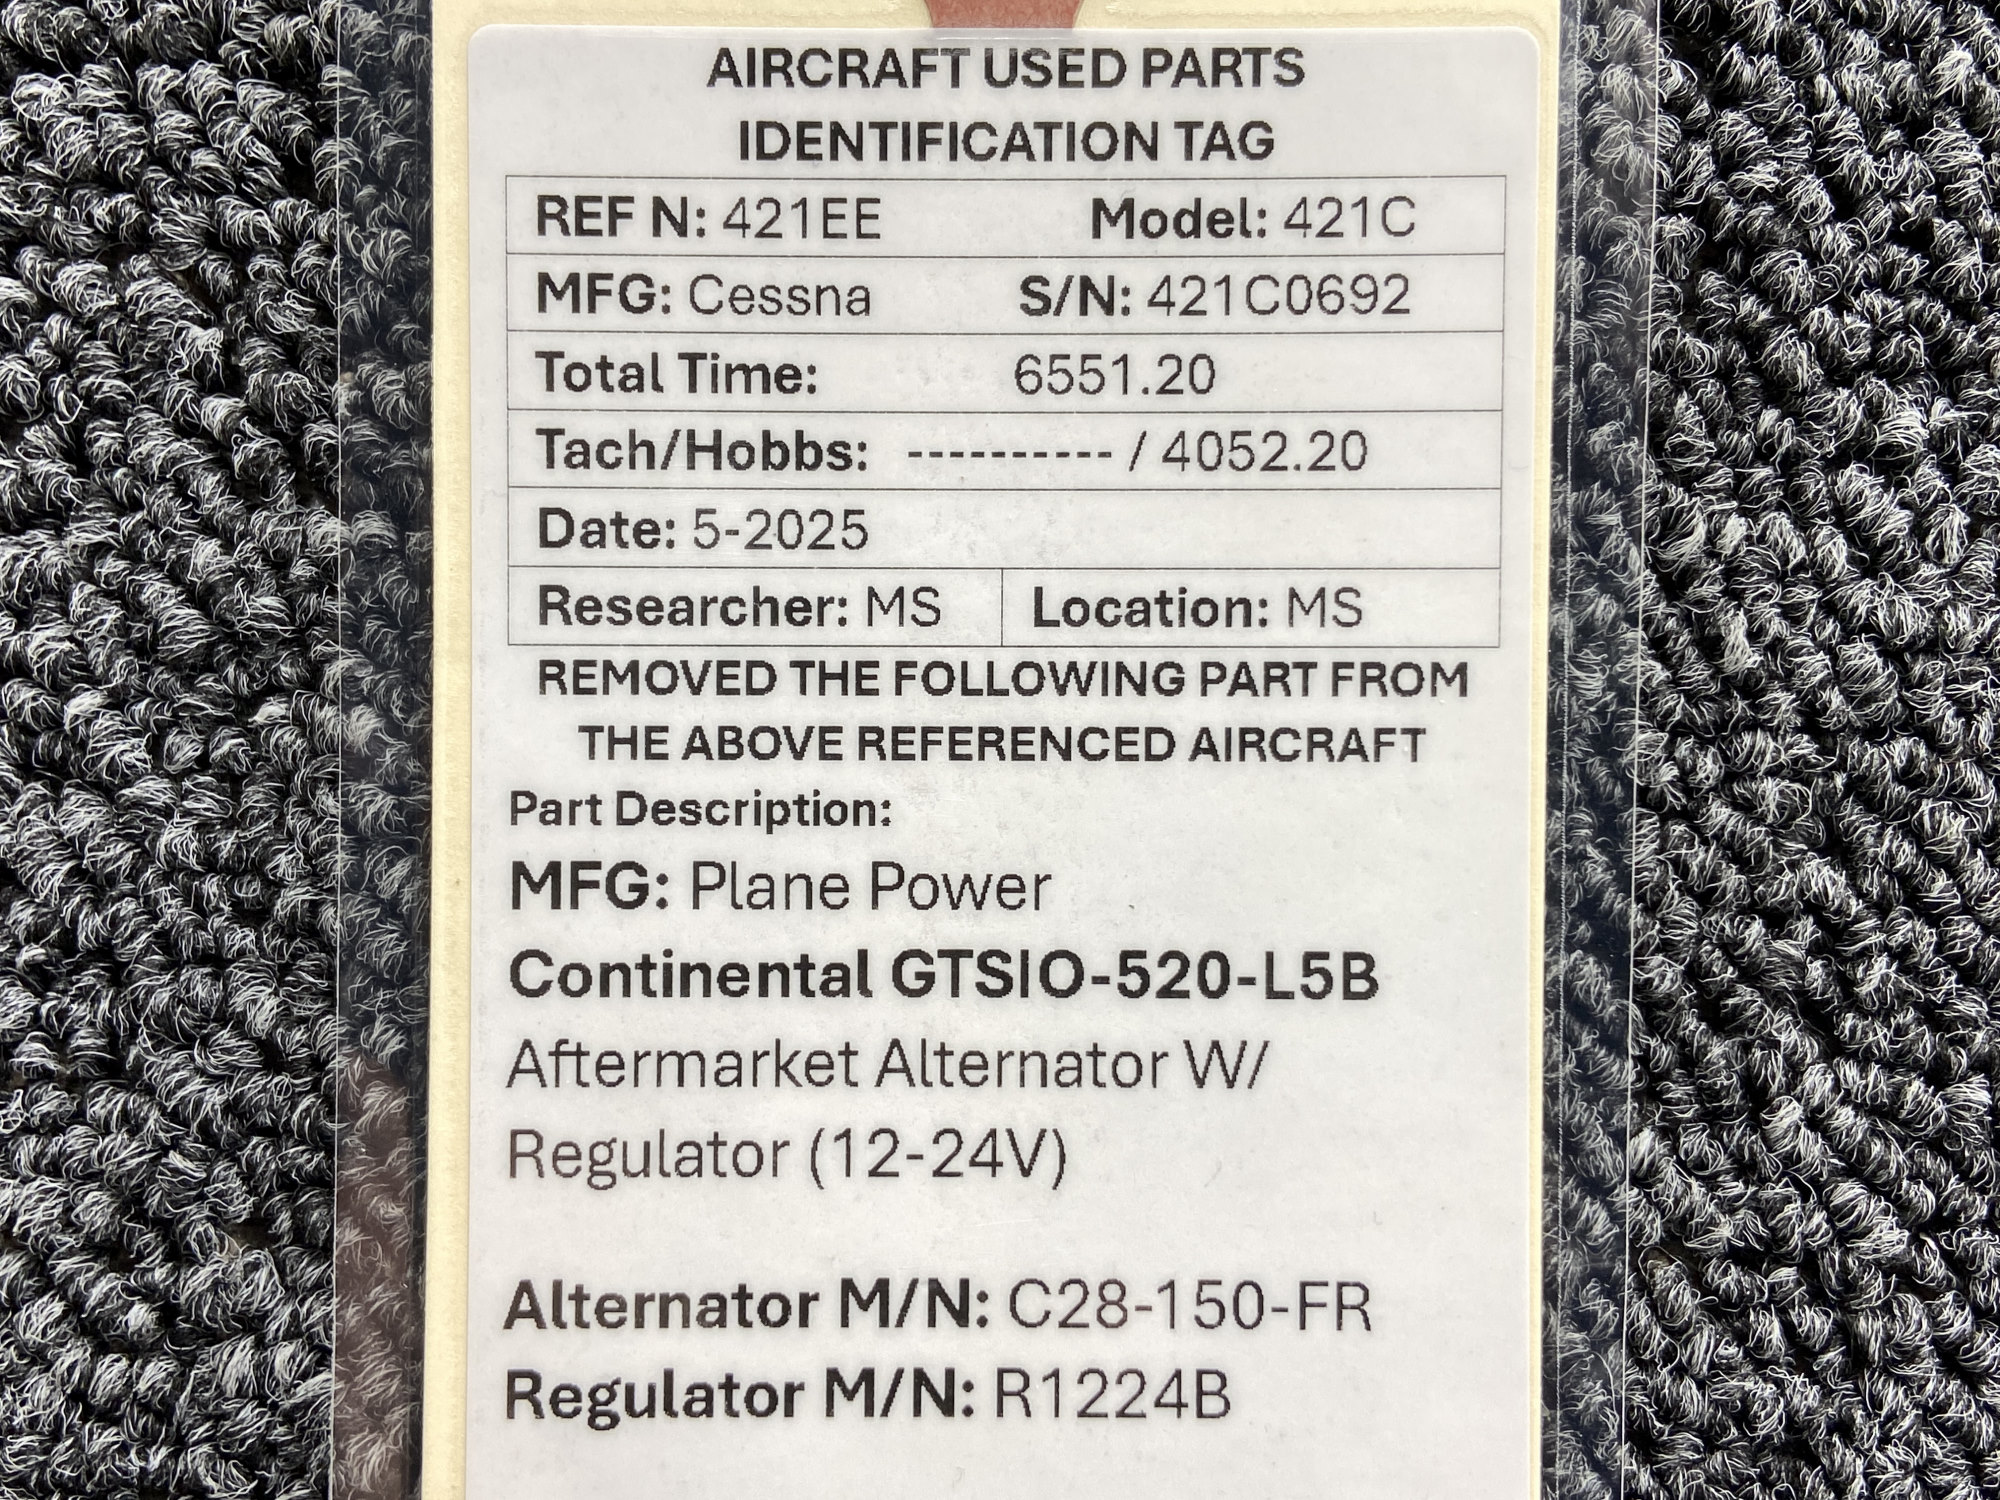 AIRCRAFT USED PARTS
IDENTIFICATION TAG
REF N: 421EE Model: 421C
MFG: Cessna S/N: 421C0692
Total Time: 6551.20
Tach/Hobbs: ---------- / 4052.20
Date: 5-2025
Researcher: MS Location: MS
REMOVED THE FOLLOWING PART FROM
THE ABOVE REFERENCED AIRCRAFT
Part Description:
MFG: Plane Power
Continental GTSIO-520-L5B
Aftermarket Alternator W/
Regulator (12-24V)
Alternator M/N: C28-150-FR
Regulator M/N: R1224B